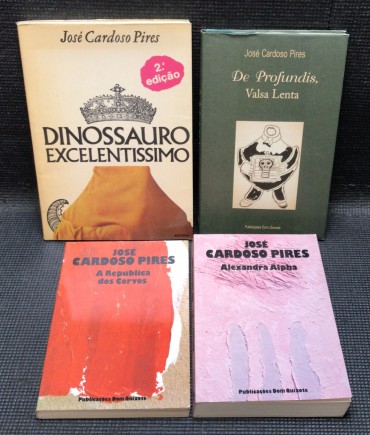 José Cardoso Pires
2.ª
edição
DINOSSAURO
EXCELENTISSIMO
José Cardoso Pires
De Profundis,
Valsa Lenta
Publicações Dom Quixote
JOSÉ
CARDOSO PIRES
A República
dos Corvos
Publicações Dom Quixote
JOSÉ
CARDOSO PIRES
Alexandra Alpha
Publicações Dom Quixote